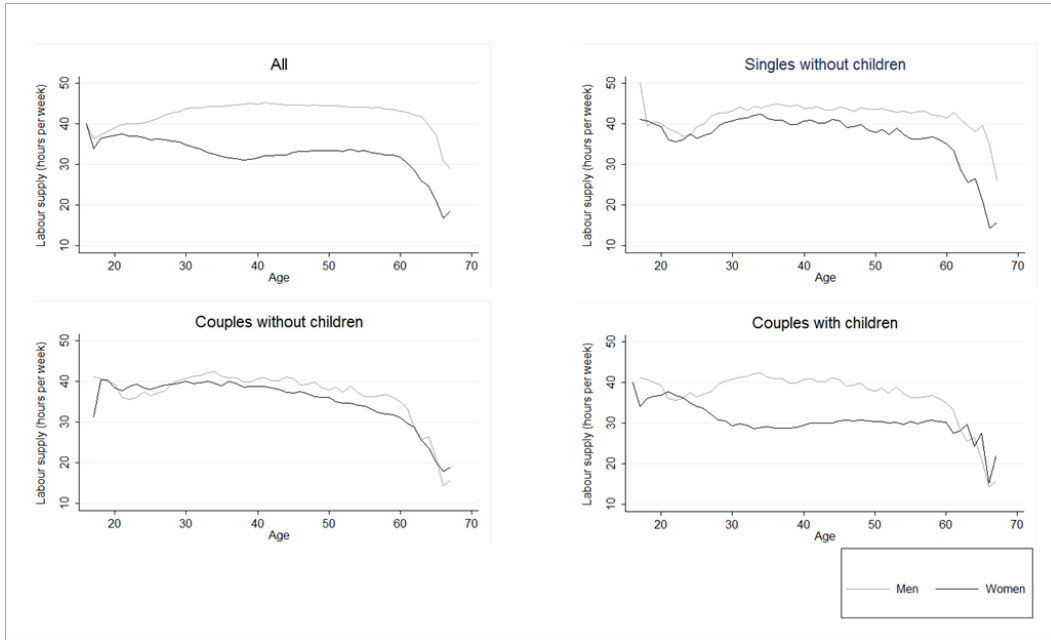 All
Labour supply (hours per week)
50
40
30
20
10
20 30 40 50 60 70
Age
Singles without children
Labour supply (hours per week)
50
40
30
20
10
20 30 40 50 60 70
Age
Couples without children
Labour supply (hours per week)
50
40
30
20
10
20 30 40 50 60 70
Age
Couples with children
Labour supply (hours per week)
50
40
30
20
10
20 30 40 50 60 70
Age
Men Women